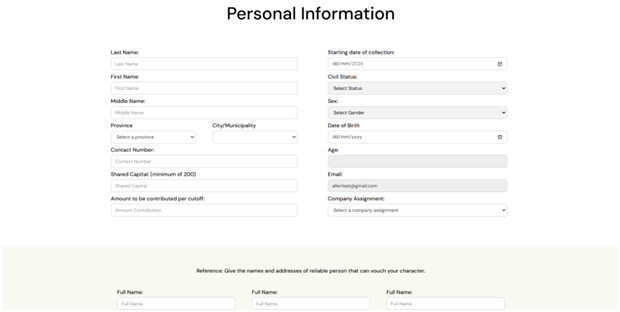 Personal Information
Last Name:
Last Name
First Name:
First Name
Middle Name:
Middle Name
Province
City/Municipality
Select a province
Contact Number:
Contact Number
Shared Capital (minimum of 200)
Shared Capital
Amount to be contributed per cutoff:
Amount Contribution
Starting date of collection:
dd/mm/2024
Civil Status:
Select Status
Sex:
Select Gender
Date of Birth
dd/mm/yyyy
Age:
Email:
allentest@gmail.com
Company Assignment:
Select a company assignment
Reference: Give the names and addresses of reliable person that can vouch your character.
Full Name:
Full Name
Full Name:
Full Name
Full Name:
Full Name